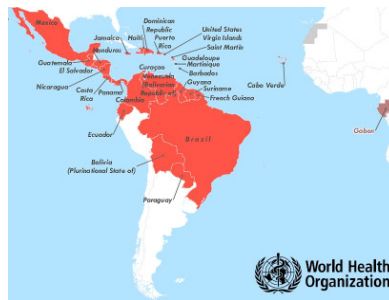 Mexico
Jamaica
Haiti
Dominican
Republic
Puerto
Rico
United States
Virgin Islands
Saint Martin
Honduras
Guatemala
El Salvador
Nicaragua
Costa
Rica
Panama
Curaçao
Venezuela
(Bolivarian
Republic of)
Colombia
Guadeloupe
Martinique
Barbados
Guyana
Suriname
French Guiana
Cabo Verde
Gabon
Ecuador
Brazil
Bolivia
(Plurinational State of)
Paraguay
World Health
Organization